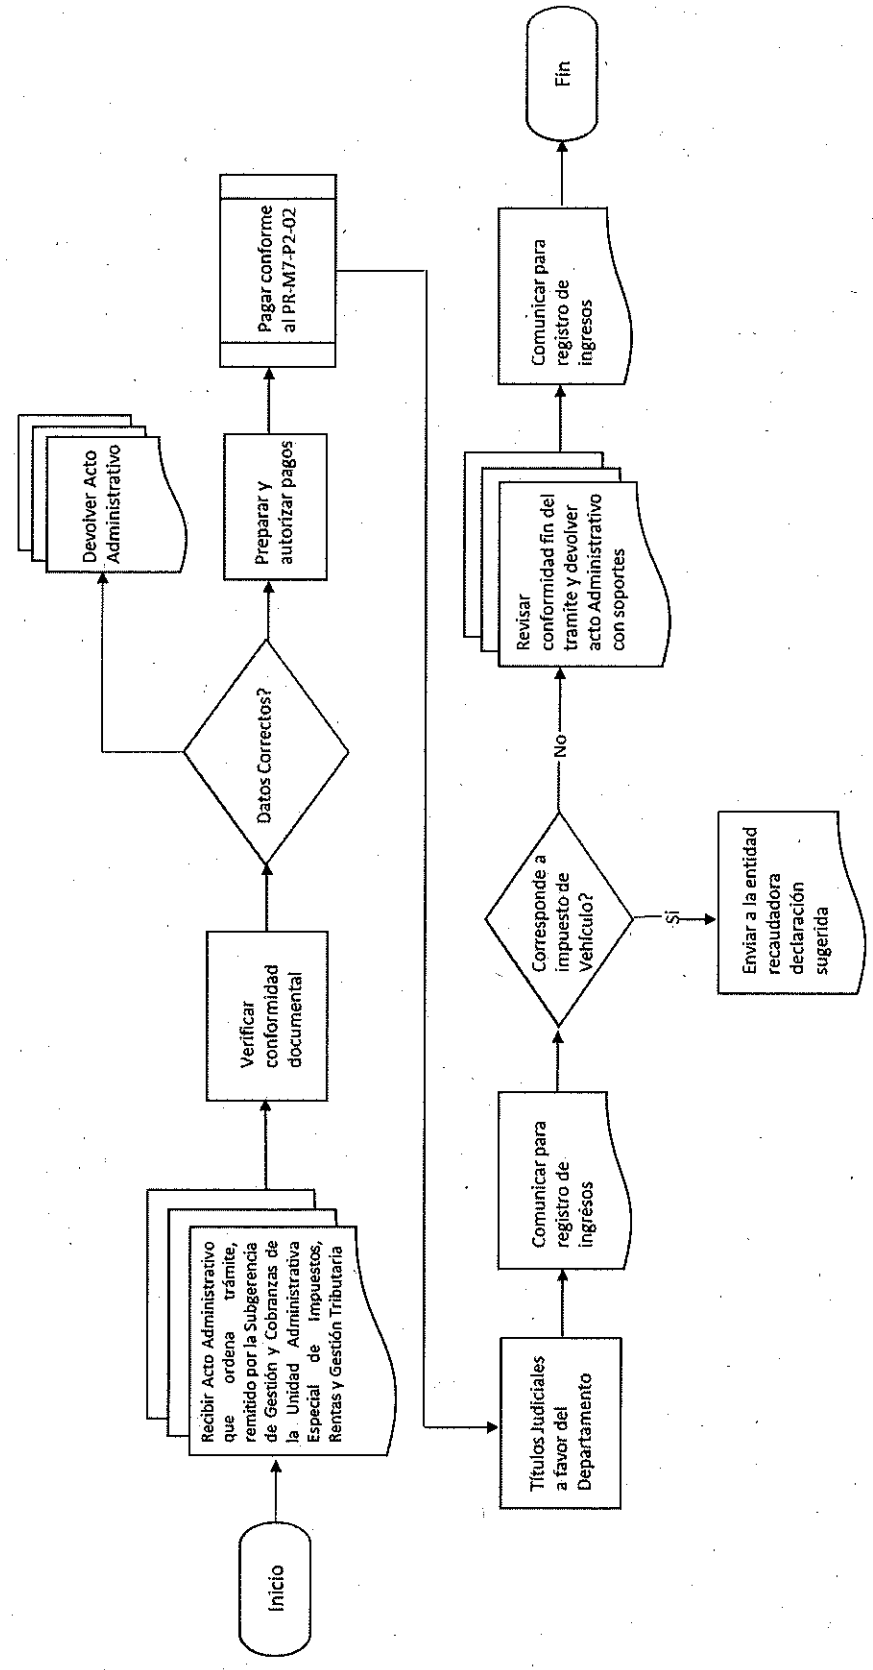 Inicio
Recibir Acto Administrativo
que ordena trámite,
remitido por la Subgerencia
de Gestión y Cobranzas de
la Unidad Administrativa
Especial de Impuestos,
Rentas y Gestión Tributaria
Verificar
conformidad
documental
Datos Correctos?
Devolver Acto
Administrativo
Preparar y
autorizar pagos
Pagar conforme
al PR-M7-P2-02
Títulos Judiciales
a favor del
Departamento
Comunicar para
registro de
ingresos
Corresponde a
impuesto de
Vehículo?
Si
Enviar a la entidad
recaudadora
declaración
sugerida
No
Revisar
conformidad fin del
tramite y devolver
acto Administrativo
con soportes
Comunicar para
registro de
ingresos
Fin